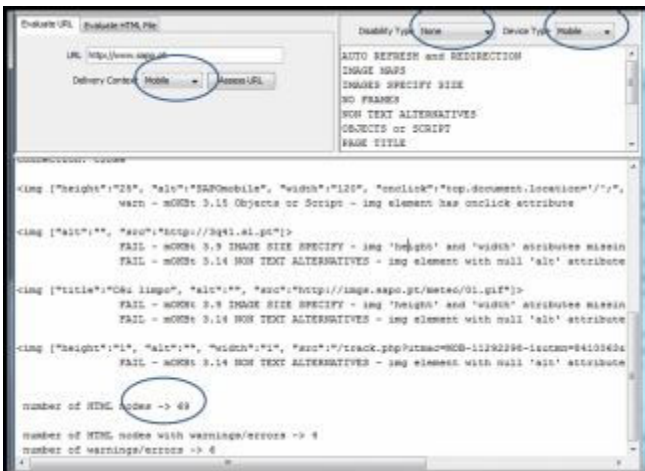 Evaluate URL Evaluate HTML File
URL http://www.sapo.pt
Delivery Context Mobile Assess URL
Disability Type None Device Type Mobile
AUTO REFRESH and REDIRECTION
IMAGE MAPS
IMAGES SPECIFY SIZE
NO FRAMES
NON TEXT ALTERNATIVES
OBJECTS or SCRIPT
PAGE TITLE
<img ["height":"25", "alt":"SAPOmobile", "width":"120", "onclick":"top.document.location='/';",
warn - mOKBt 3.15 Objects or Script - img element has onclick attribute
<img ["alt":"", "src":"http://3q41.sl.pt"]>
FAIL - mOKBt 3.9 IMAGE SIZE SPECIFY - img 'height' and 'width' atributes missin
FAIL - mOKBt 3.14 NON TEXT ALTERNATIVES - img element with null 'alt' attribute
<img ["title":"Céu limpo", "alt":"", "src":"http://imgs.sapo.pt/meteo/01.gif"]>
FAIL - mOKBt 3.9 IMAGE SIZE SPECIFY - img 'height' and 'width' atributes missin
FAIL - mOKBt 3.14 NON TEXT ALTERNATIVES - img element with null 'alt' attribute
<img ["height":"1", "alt":"", "width":"1", "src":"/track.php?
FAIL - mOKBt 3.14 NON TEXT ALTERNATIVES - img element with null 'alt' attribute
number of HTML nodes -> 69
number of HTML nodes with warnings/errors -> 4
number of warnings/errors -> 6